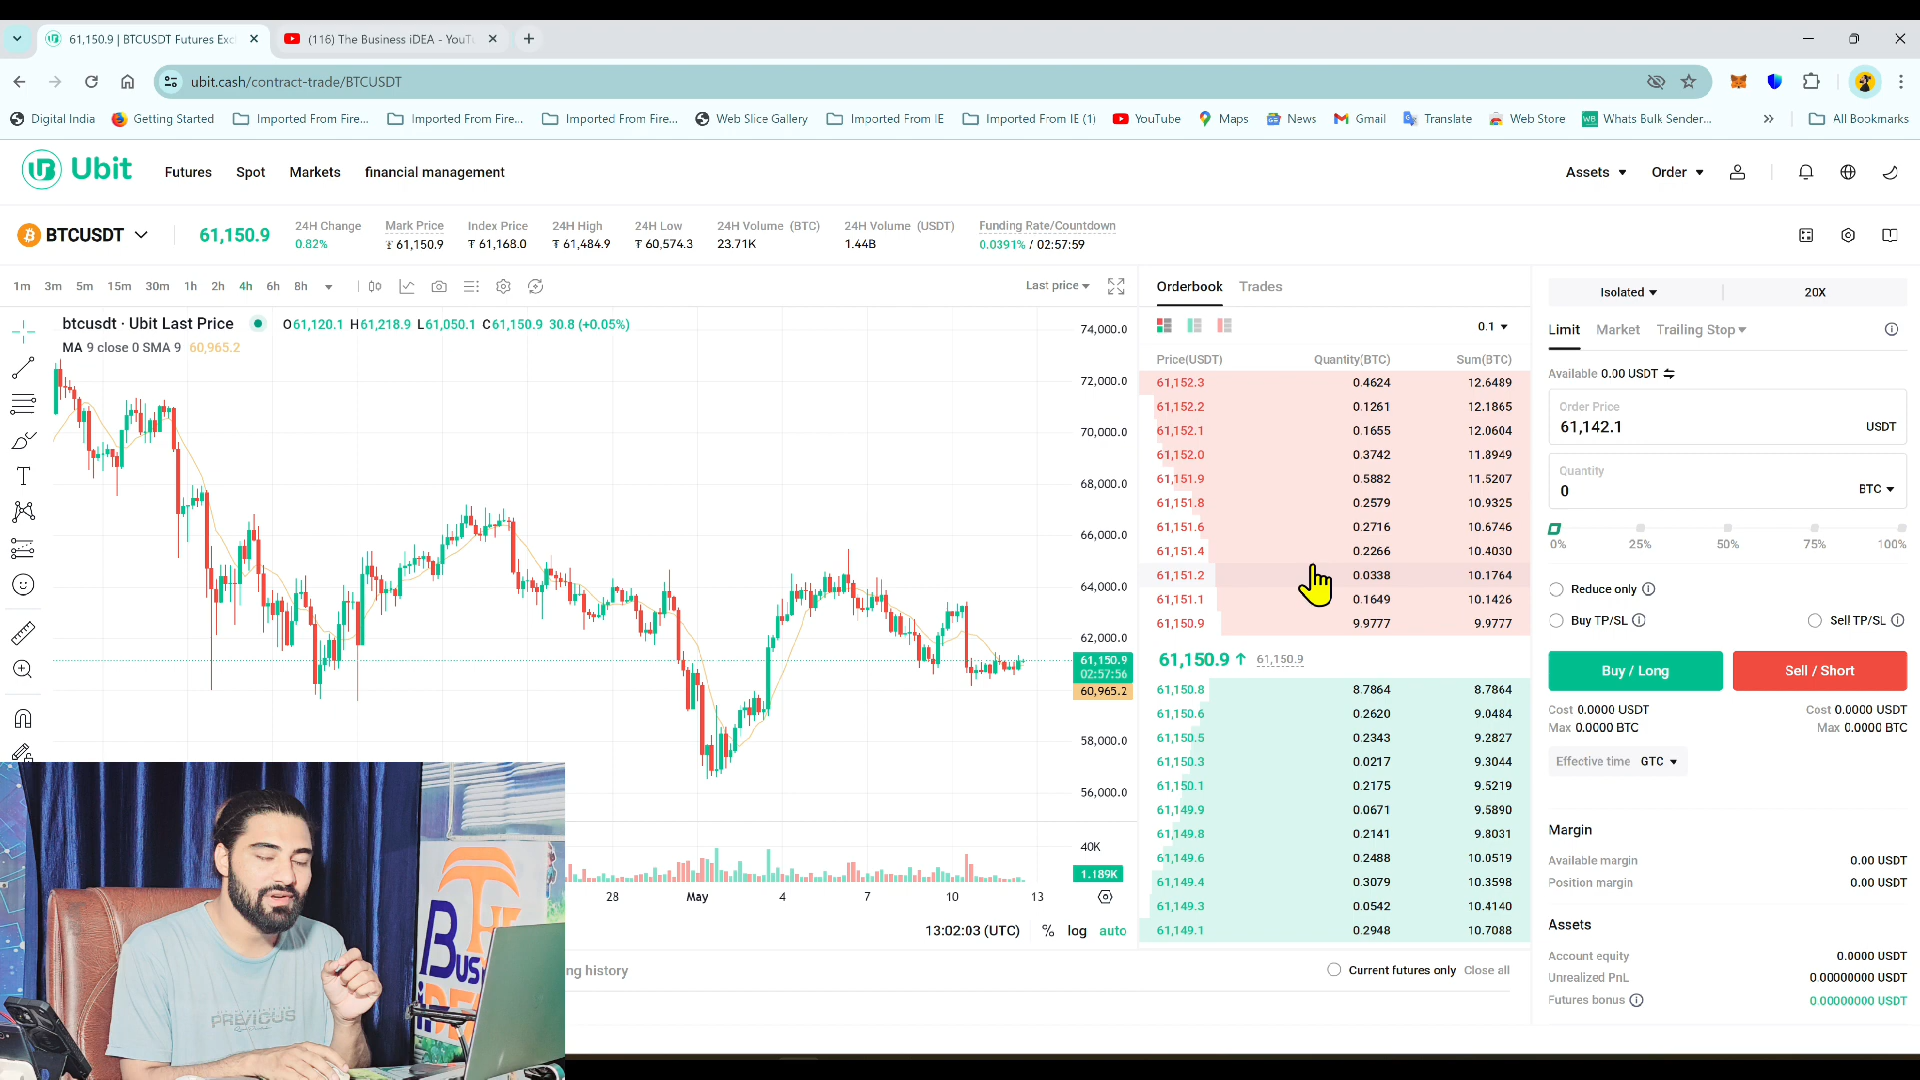 61,150.9 | BTCUSDT Futures Exc
(116) The Business iDEA - YouTu
ubit.cash/contract-trade/BTCUSDT
Digital India
Getting Started
Imported From Fire...
Imported From Fire...
Imported From Fire...
Web Slice Gallery
Imported From IE
Imported From IE (1)
YouTube
Maps
News
Gmail
Translate
Web Store
Whats Bulk Sender...
All Bookmarks
Ubit
Futures
Spot
Markets
financial management
Assets
Order
BTCUSDT
61,150.9
24H Change
0.82%
Mark Price
₮ 61,150.9
Index Price
₮ 61,168.0
24H High
₮ 61,484.9
24H Low
₮ 60,574.3
24H Volume (BTC)
23.71K
24H Volume (USDT)
1.44B
Funding Rate/Countdown
0.0391% / 02:57:59
1m 3m 5m 15m 30m 1h 2h 4h 6h 8h
Last price
btcusdt · Ubit Last Price
O61,120.1 H61,218.9 L61,050.1 C61,150.9 30.8 (+0.05%)
MA 9 close 0 SMA 9 60,965.2
74,000.0
72,000.0
70,000.0
68,000.0
66,000.0
64,000.0
62,000.0
61,150.9
02:57:56
60,965.2
58,000.0
56,000.0
40K
1.189K
28 May 4 7 10 13
13:02:03 (UTC) % log auto
ng history
Current futures only Close all
Orderbook Trades
0.1
Price(USDT) Quantity(BTC) Sum(BTC)
61,152.3 0.4624 12.6489
61,152.2 0.1261 12.1865
61,152.1 0.1655 12.0604
61,152.0 0.3742 11.8949
61,151.9 0.5882 11.5207
61,151.8 0.2579 10.9325
61,151.6 0.2716 10.6746
61,151.4 0.2266 10.4030
61,151.2 0.0338 10.1764
61,151.1 0.1649 10.1426
61,150.9 9.9777 9.9777
61,150.9 61,150.9
61,150.8 8.7864 8.7864
61,150.6 0.2620 9.0484
61,150.5 0.2343 9.2827
61,150.3 0.0217 9.3044
61,150.1 0.2175 9.5219
61,149.9 0.0671 9.5890
61,149.8 0.2141 9.8031
61,149.6 0.2488 10.0519
61,149.4 0.3079 10.3598
61,149.3 0.0542 10.4140
61,149.1 0.2948 10.7088
Isolated 20X
Limit Market Trailing Stop
Available 0.00 USDT
Order Price
61,142.1 USDT
Quantity
0 BTC
0% 25% 50% 75% 100%
Reduce only
Buy TP/SL Sell TP/SL
Buy / Long Sell / Short
Cost 0.0000 USDT Cost 0.0000 USDT
Max 0.0000 BTC Max 0.0000 BTC
Effective time GTC
Margin
Available margin 0.00 USDT
Position margin 0.00 USDT
Assets
Account equity 0.0000 USDT
Unrealized PnL 0.00000000 USDT
Futures bonus 0.00000000 USDT
PREVIOUS